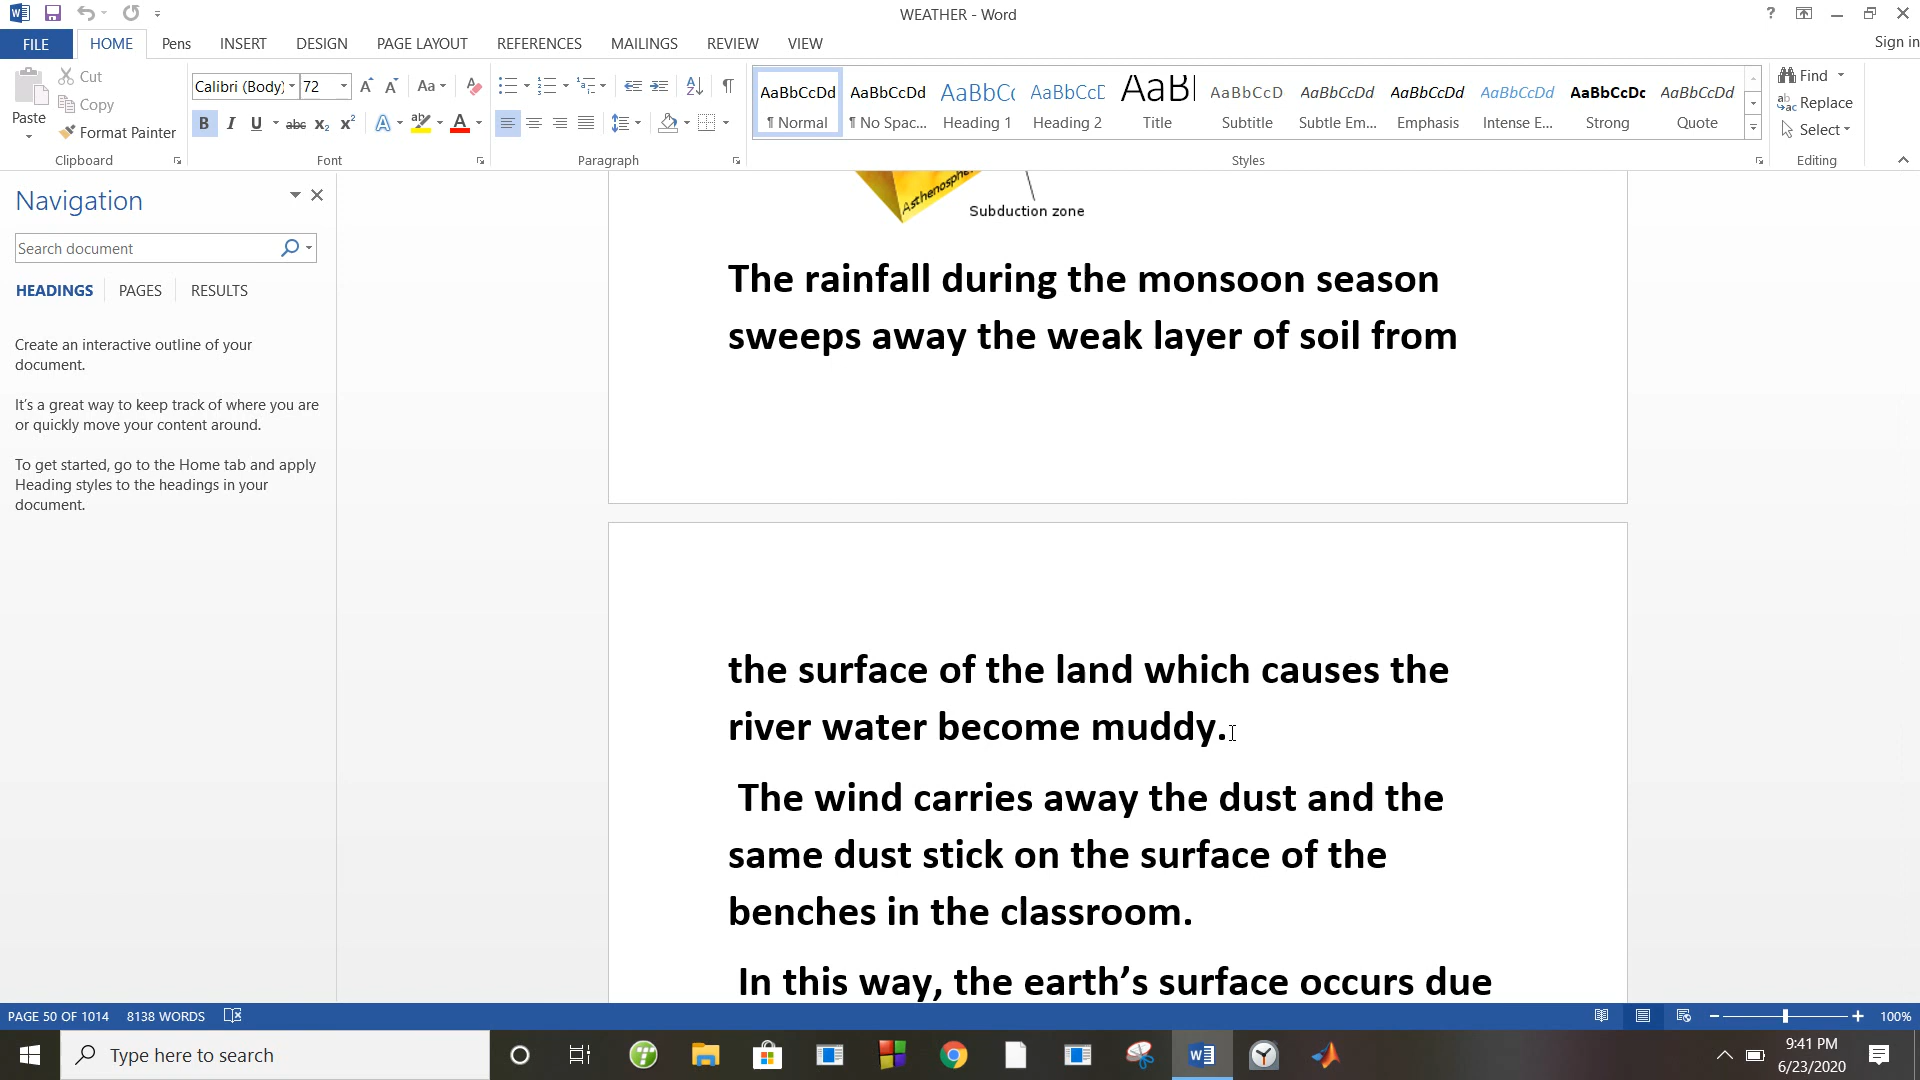 WEATHER - Word
?
Sign in
FILE HOME Pens INSERT DESIGN PAGE LAYOUT REFERENCES MAILINGS REVIEW VIEW
Paste
Cut
Copy
Format Painter
Clipboard
Calibri (Body) 72
Font
Paragraph
AaBbCcDd AaBbCcDd AaBbCc AaBbCcC AaBl AaBbCcD AaBbCcDd AaBbCcDd AaBbCcDd AaBbCcDc AaBbCcDd
¶ Normal ¶ No Spac... Heading 1 Heading 2 Title Subtitle Subtle Em... Emphasis Intense E... Strong Quote
Styles
Find
Replace
Select
Editing
Navigation
Search document
HEADINGS PAGES RESULTS
Create an interactive outline of your
document.
It's a great way to keep track of where you are
or quickly move your content around.
To get started, go to the Home tab and apply
Heading styles to the headings in your
document.
Asthenosphe
Subduction zone
The rainfall during the monsoon season
sweeps away the weak layer of soil from
the surface of the land which causes the
river water become muddy.
The wind carries away the dust and the
same dust stick on the surface of the
benches in the classroom.
In this way, the earth’s surface occurs due
PAGE 50 OF 1014 8138 WORDS
100%
Type here to search
9:41 PM
6/23/2020